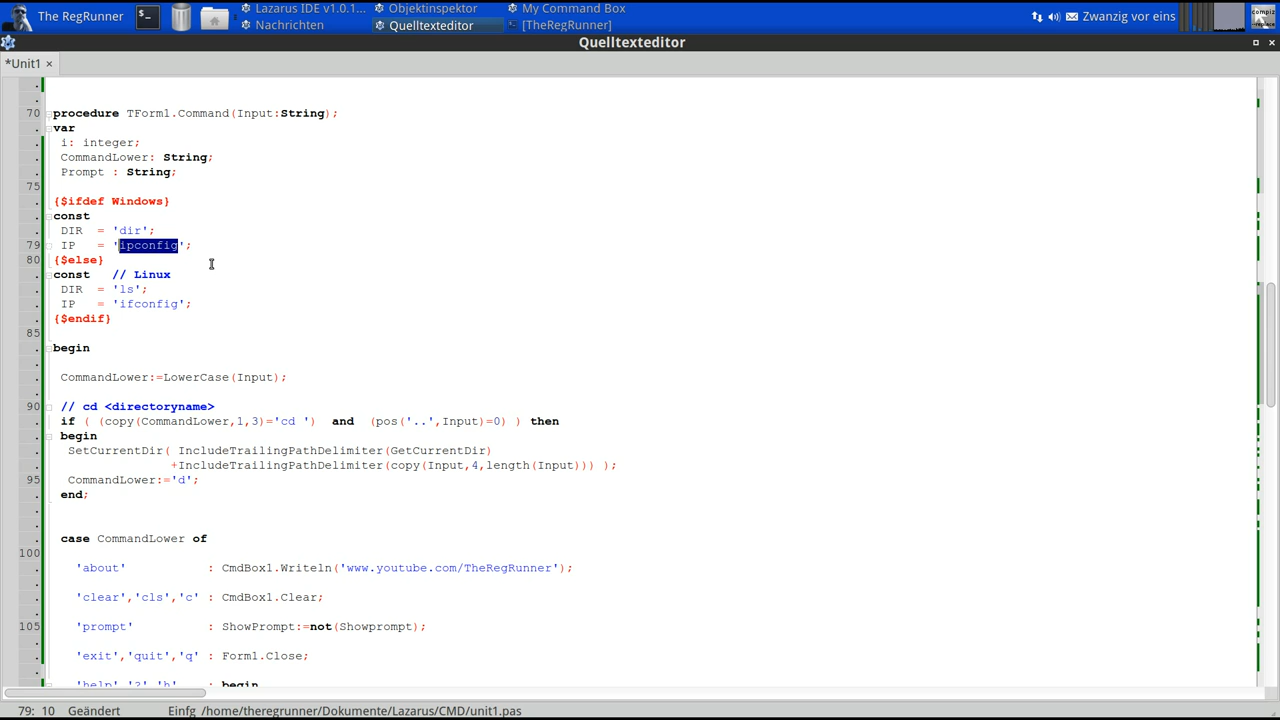 The RegRunner
Lazarus IDE v1.0.1...
Nachrichten
Objektinspektor
Quelltexteditor
My Command Box
[TheRegRunner]
Zwanzig vor eins
compiz
--replace
Quelltexteditor
*Unit1
70 procedure TForm1.Command(Input:String);
. var
. i: integer;
. CommandLower: String;
. Prompt : String;
75
. {$ifdef Windows}
. const
. DIR = 'dir';
79 IP = 'ipconfig';
80 {$else}
. const // Linux
. DIR = 'ls';
. IP = 'ifconfig';
. {$endif}
85
. begin
.
. CommandLower:=LowerCase(Input);
.
90 // cd <directoryname>
. if ( (copy(CommandLower,1,3)='cd ') and (pos('..',Input)=0) ) then
. begin
. SetCurrentDir( IncludeTrailingPathDelimiter(GetCurrentDir)
. +IncludeTrailingPathDelimiter(copy(Input,4,length(Input))) );
95 CommandLower:='d';
. end;
.
.
. case CommandLower of
100
. 'about' : CmdBox1.Writeln('www.youtube.com/TheRegRunner');
.
. 'clear','cls','c' : CmdBox1.Clear;
.
105 'prompt' : ShowPrompt:=not(Showprompt);
.
. 'exit','quit','q' : Form1.Close;
.
. 'help','?','h' : begin
79: 10 Geändert Einfg /home/theregrunner/Dokumente/Lazarus/CMD/unit1.pas